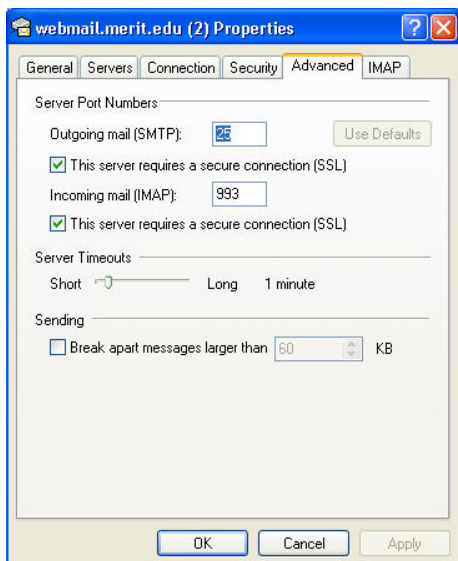 webmail.merit.edu (2) Properties
General Servers Connection Security Advanced IMAP
Server Port Numbers
Outgoing mail (SMTP): 25 Use Defaults
This server requires a secure connection (SSL)
Incoming mail (IMAP): 993
This server requires a secure connection (SSL)
Server Timeouts
Short Long 1 minute
Sending
Break apart messages larger than 60 KB
OK Cancel Apply